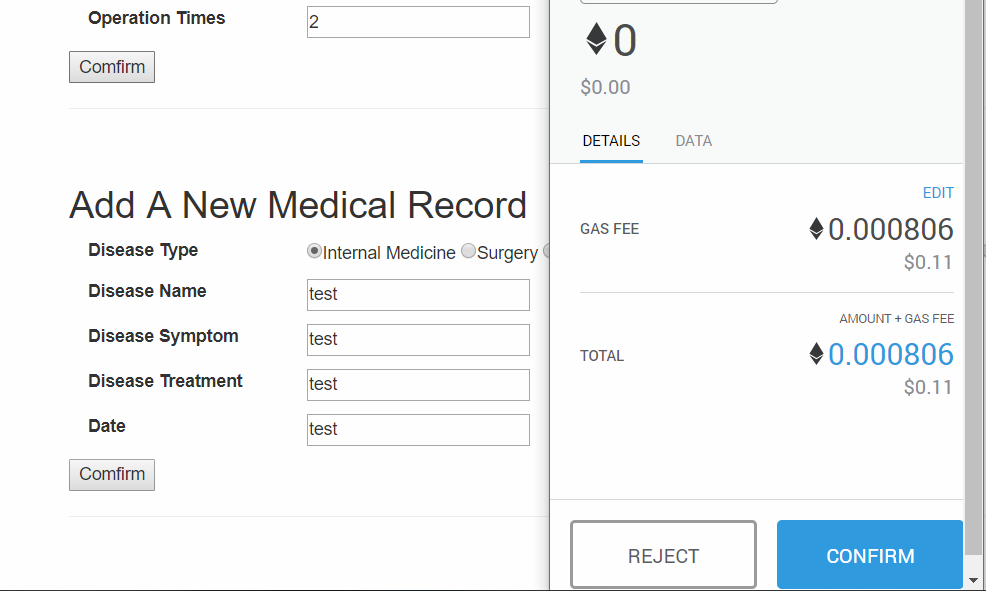 Operation Times 2
Comfirm
Add A New Medical Record
Disease Type Internal Medicine Surgery
Disease Name test
Disease Symptom test
Disease Treatment test
Date test
Comfirm
0
$0.00
DETAILS DATA
EDIT
GAS FEE 0.000806
$0.11
AMOUNT + GAS FEE
TOTAL 0.000806
$0.11
REJECT CONFIRM